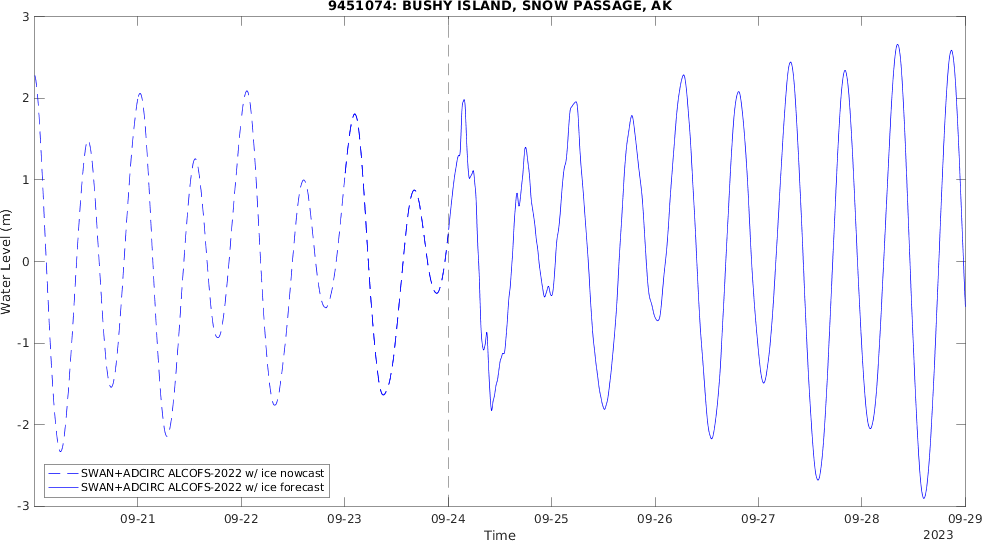 9451074: BUSHY ISLAND, SNOW PASSAGE, AK
3
2
1
0
-1
-2
-3
Water Level (m)
SWAN+ADCIRC ALCOFS-2022 w/ ice nowcast
SWAN+ADCIRC ALCOFS-2022 w/ ice forecast
09-21 09-22 09-23 09-24 09-25 09-26 09-27 09-28 09-29
Time
2023